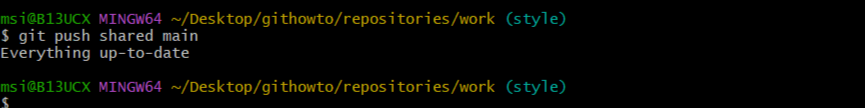 msi@B13UCX MINGW64 ~/Desktop/githowto/repositories/work (style)
$ git push shared main
Everything up-to-date
msi@B13UCX MINGW64 ~/Desktop/githowto/repositories/work (style)
$